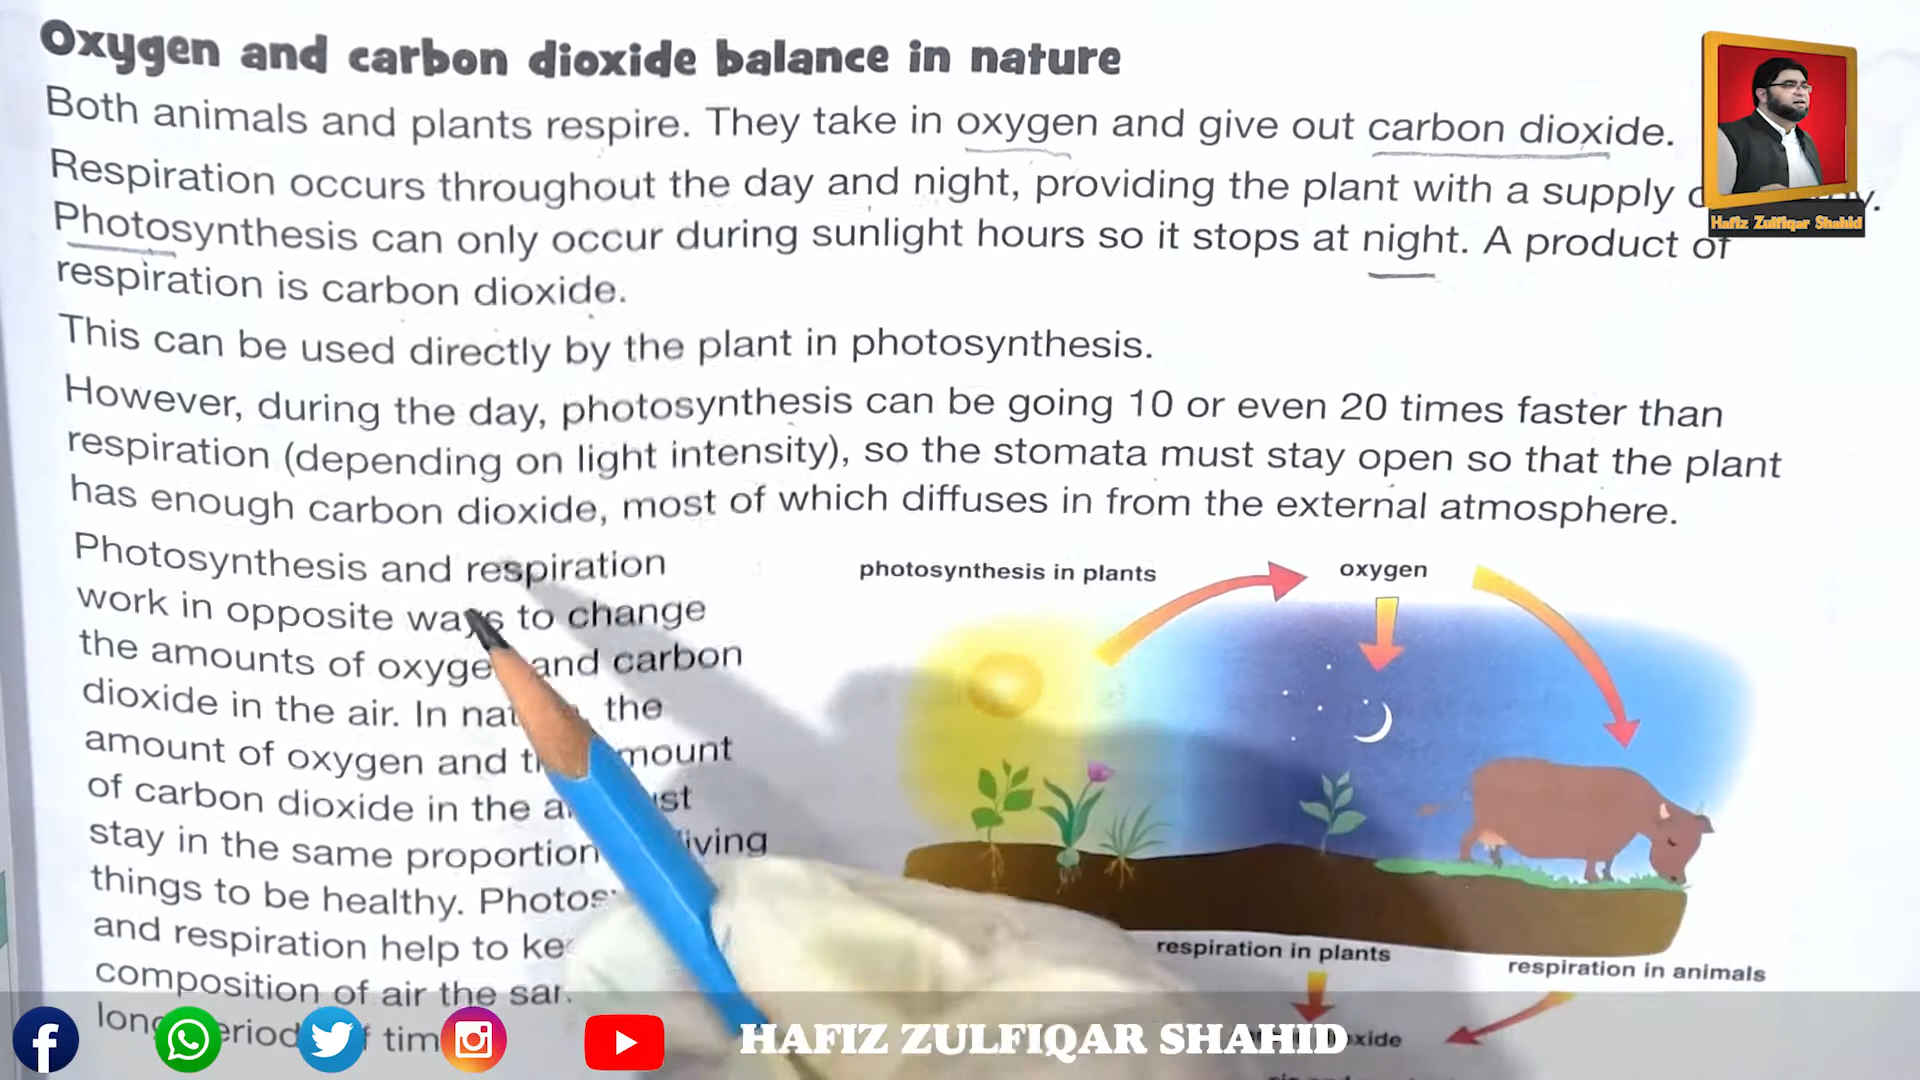 Oxygen and carbon dioxide balance in nature
Both animals and plants respire. They take in oxygen and give out carbon dioxide.
Respiration occurs throughout the day and night, providing the plant with a supply
Photosynthesis can only occur during sunlight hours so it stops at night. A product of
respiration is carbon dioxide.
This can be used directly by the plant in photosynthesis.
However, during the day, photosynthesis can be going 10 or even 20 times faster than
respiration (depending on light intensity), so the stomata must stay open so that the plant
has enough carbon dioxide, most of which diffuses in from the external atmosphere.
Photosynthesis and respiration
work in opposite ways to change
the amounts of and carbon
dioxide in the air. In the
amount of oxygen and
of carbon dioxide in the
stay in the same proportion
things to be healthy.
and respiration help to
composition of air the
photosynthesis in plants
oxygen
respiration in plants
respiration in animals
Hafiz Zulfiqar Shahid
HAFIZ ZULFIQAR SHAHID